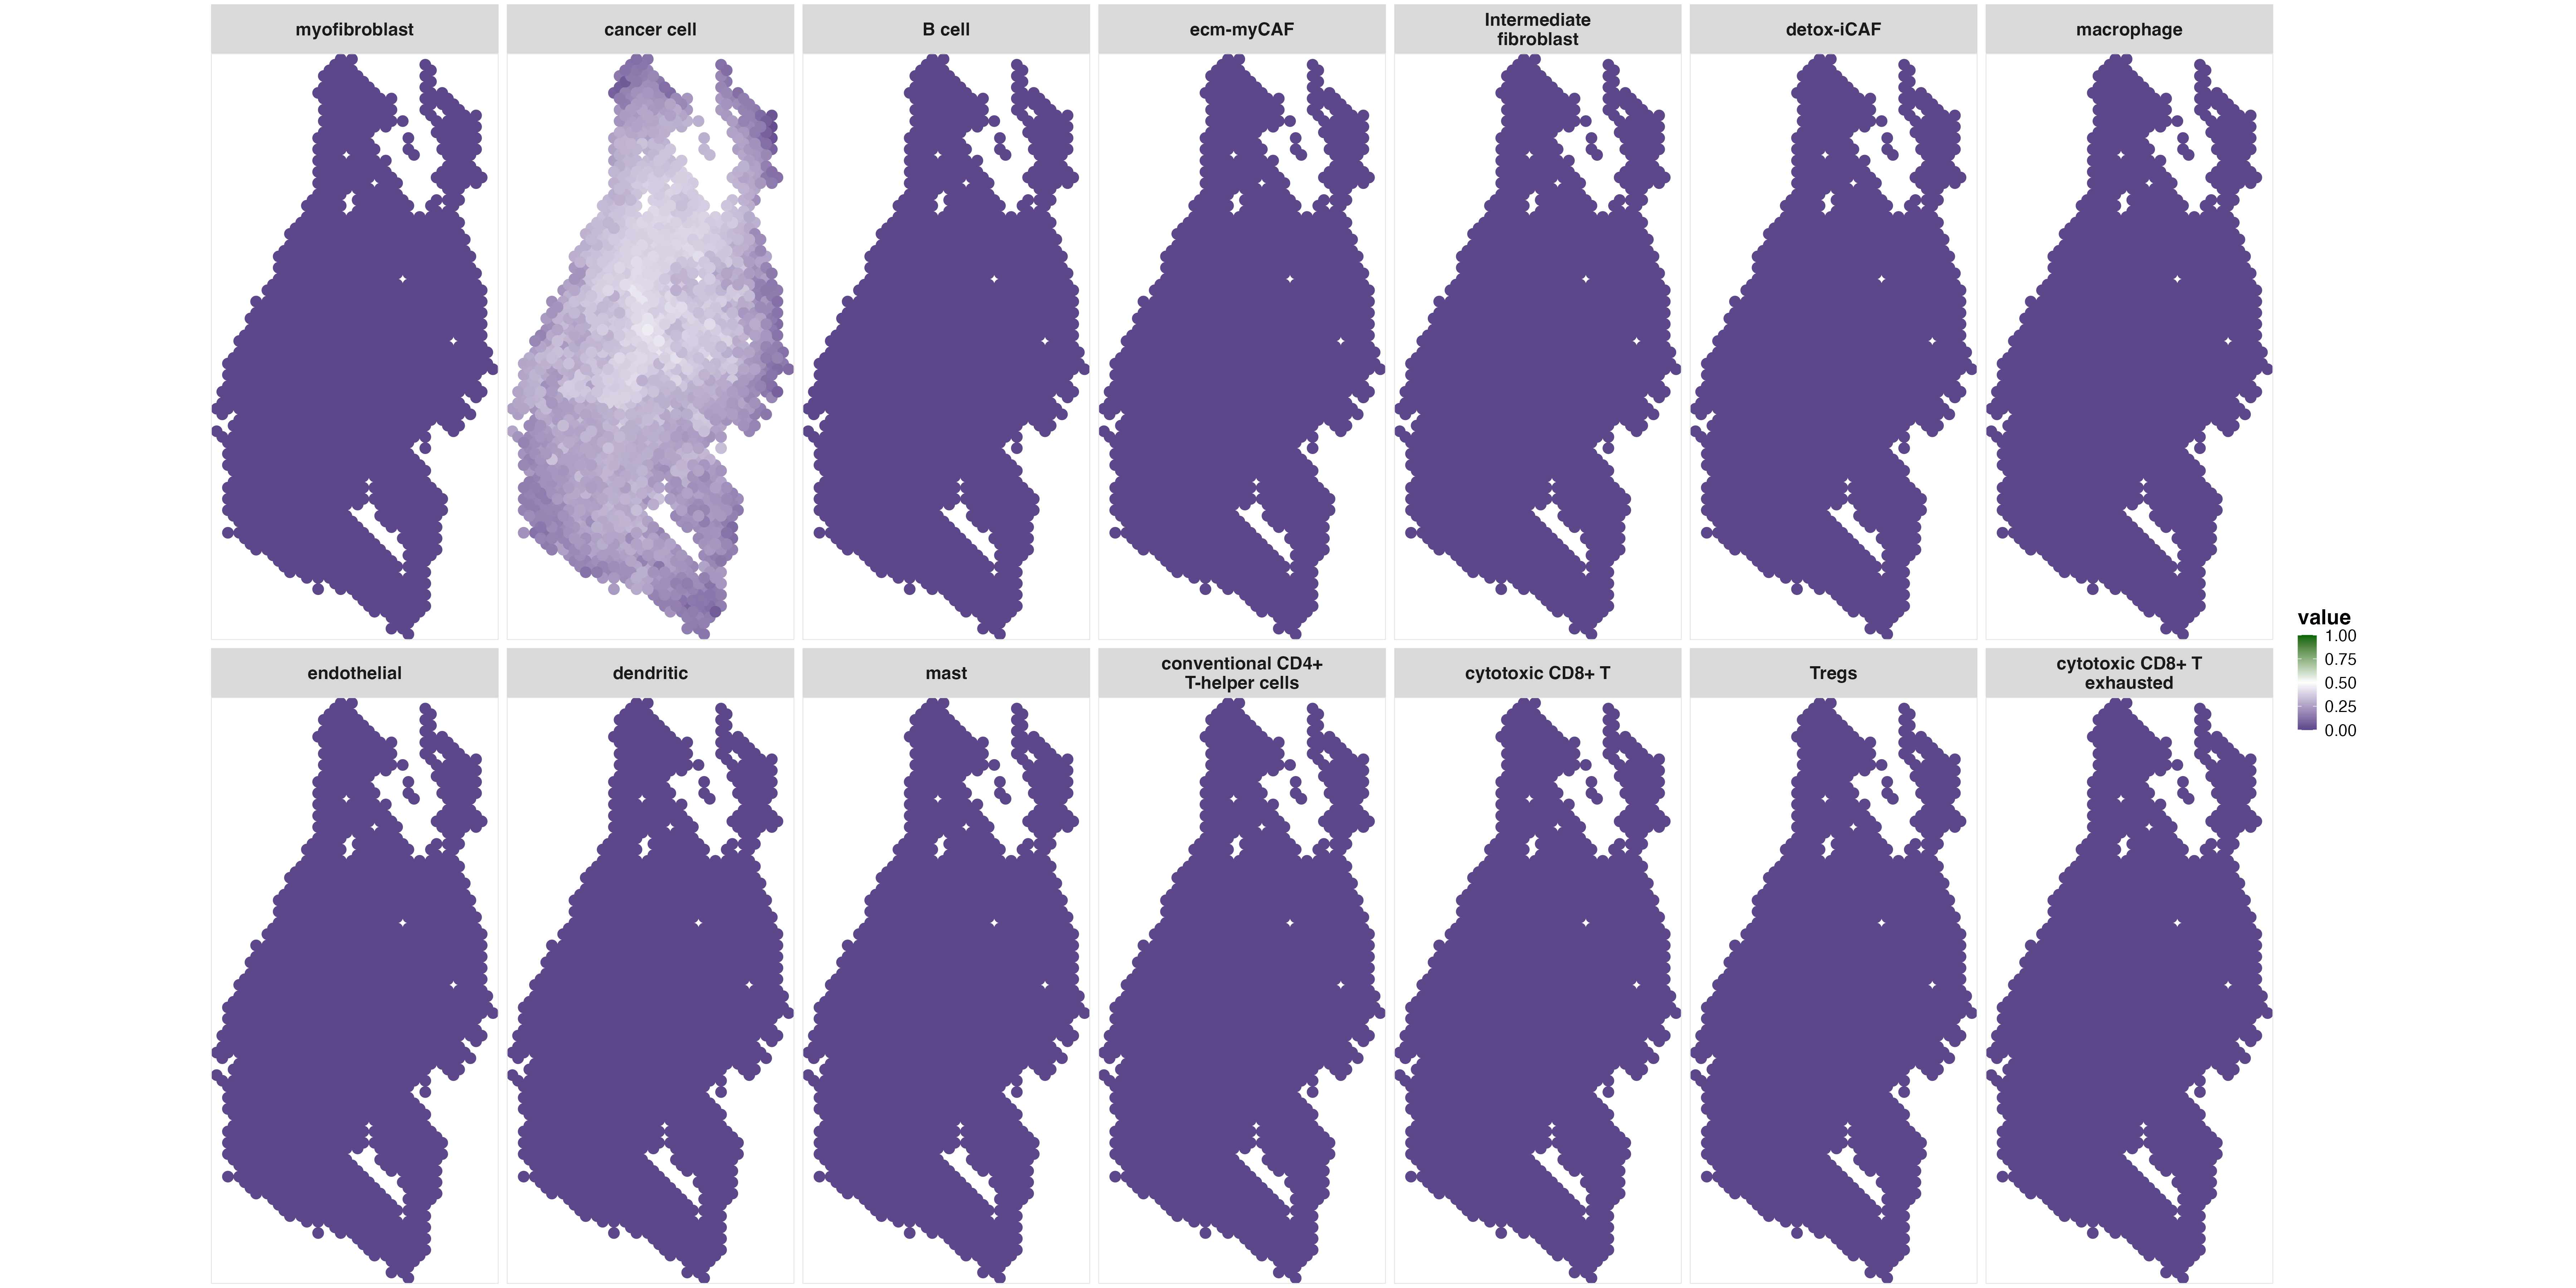 myofibroblast
cancer cell
B cell
ecm-myCAF
Intermediate
fibroblast
detox-iCAF
macrophage
endothelial
dendritic
mast
conventional CD4+
T-helper cells
cytotoxic CD8+ T
Tregs
cytotoxic CD8+ T
exhausted
value
1.00
0.75
0.50
0.25
0.00